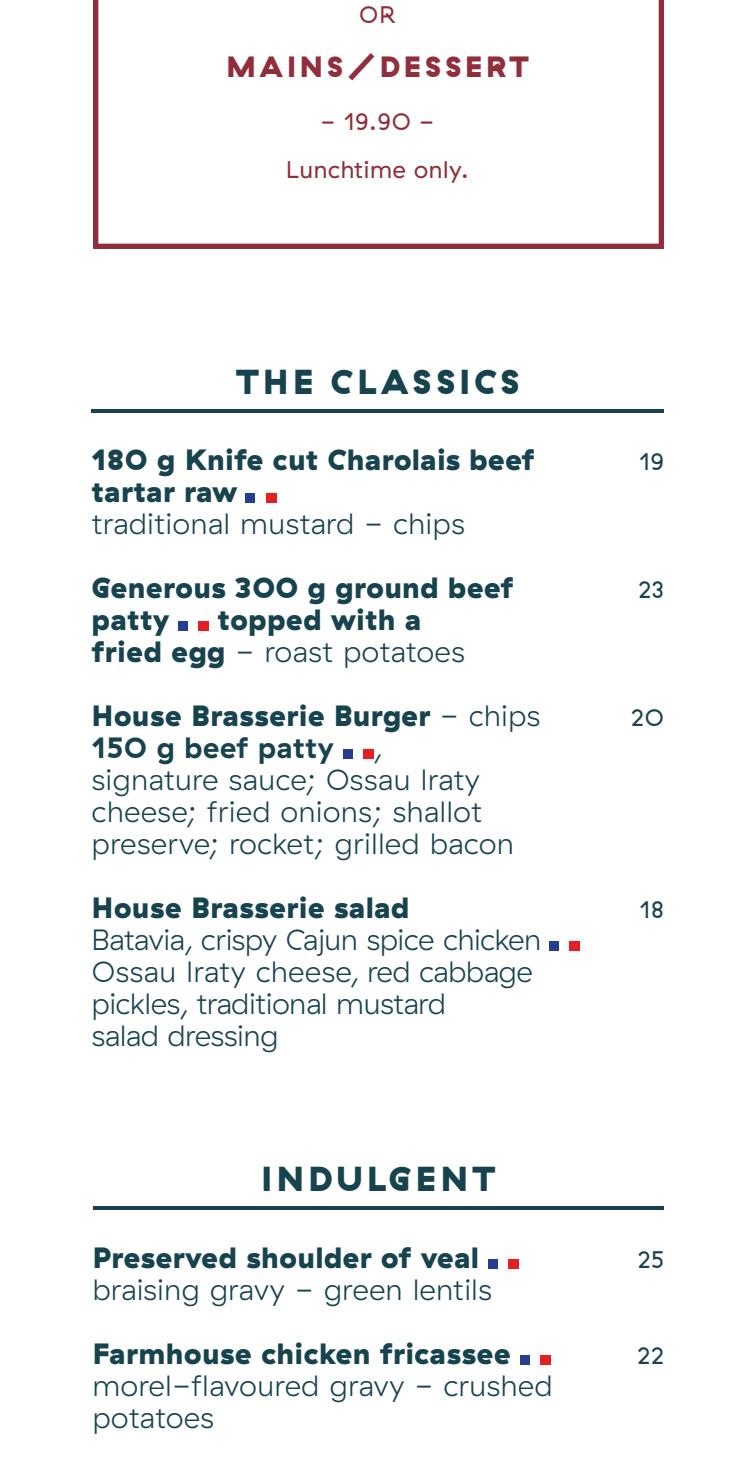 OR
MAINS/DESSERT
– 19.90 –
Lunchtime only.
THE CLASSICS
180 g Knife cut Charolais beef 19
tartar raw
traditional mustard – chips
Generous 300 g ground beef 23
patty topped with a
fried egg – roast potatoes
House Brasserie Burger – chips 20
150 g beef patty ,
signature sauce; Ossau Iraty
cheese; fried onions; shallot
preserve; rocket; grilled bacon
House Brasserie salad 18
Batavia, crispy Cajun spice chicken
Ossau Iraty cheese, red cabbage
pickles, traditional mustard
salad dressing
INDULGENT
Preserved shoulder of veal 25
braising gravy – green lentils
Farmhouse chicken fricassee 22
morel-flavoured gravy – crushed
potatoes